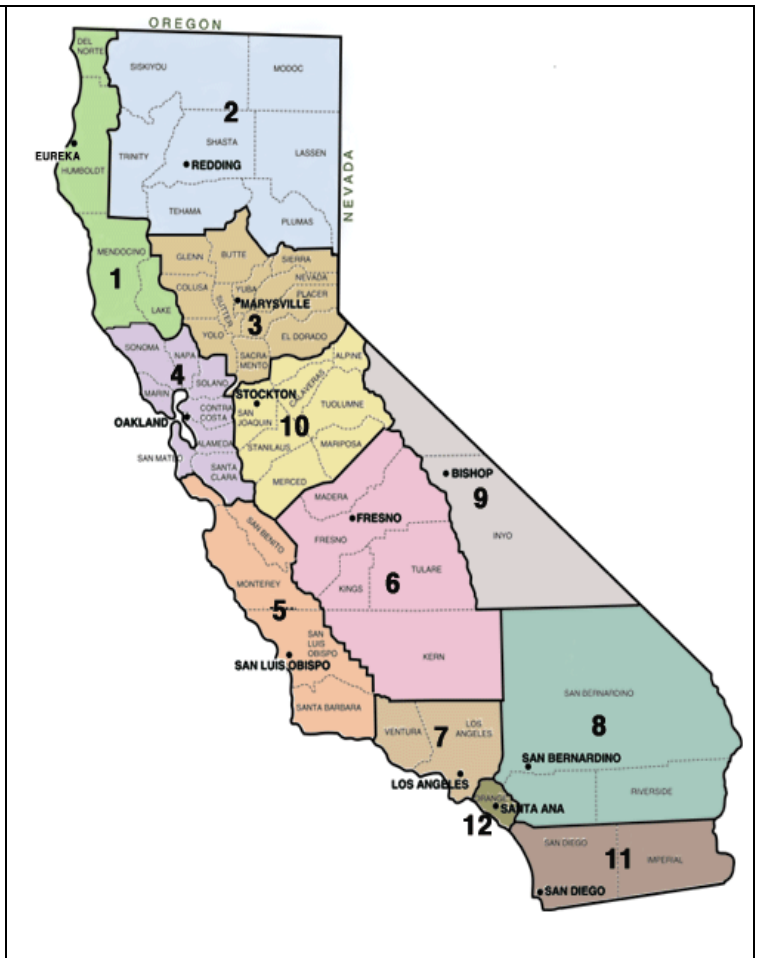 OREGON
DEL
NORTE
SISKIYOU
MODOC
2
SHASTA
EUREKA
REDDING
TRINITY
LASSEN
HUMBOLDT
NEVADA
TEHAMA
PLUMAS
MENDOCINO
GLENN
BUTTE
SIERRA
1
NEVADA
COLUSA
YUBA
PLACER
SUTTER
MARYSVILLE
LAKE
3
YOLO
EL DORADO
SONOMA
NAPA
SACRA
MENTO
ALPINE
4
SOLANO
MARIN
STOCKTON
CALAVERAS
CONTRA
COSTA
SAN
JOAQUIN
TUOLUMNE
OAKLAND
10
ALAMEDA
STANILAUS
MARIPOSA
SAN MATEO
SANTA
CLARA
MERCED
BISHOP
9
MADERA
FRESNO
SAN BENITO
FRESNO
INYO
MONTEREY
KINGS
TULARE
6
5
SAN
LUIS
OBISPO
KERN
SAN LUIS OBISPO
SANTA BARBARA
SAN BERNARDINO
VENTURA
7
LOS
ANGELES
8
SAN BERNARDINO
LOS ANGELES
RIVERSIDE
ORANGE
SANTA ANA
12
SAN DIEGO
11
IMPERIAL
SAN DIEGO